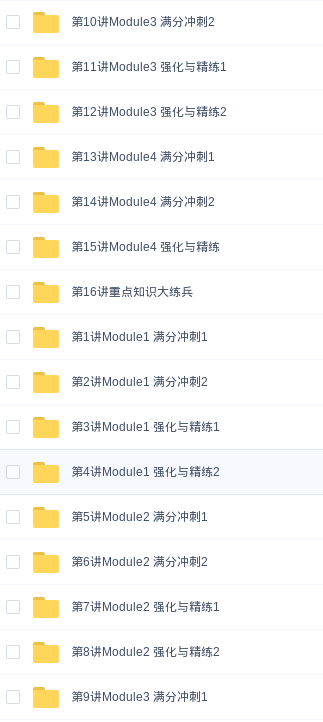 第10讲Module3 满分冲刺2
第11讲Module3 强化与精练1
第12讲Module3 强化与精练2
第13讲Module4 满分冲刺1
第14讲Module4 满分冲刺2
第15讲Module4 强化与精练
第16讲重点知识大练兵
第1讲Module1 满分冲刺1
第2讲Module1 满分冲刺2
第3讲Module1 强化与精练1
第4讲Module1 强化与精练2
第5讲Module2 满分冲刺1
第6讲Module2 满分冲刺2
第7讲Module2 强化与精练1
第8讲Module2 强化与精练2
第9讲Module3 满分冲刺1